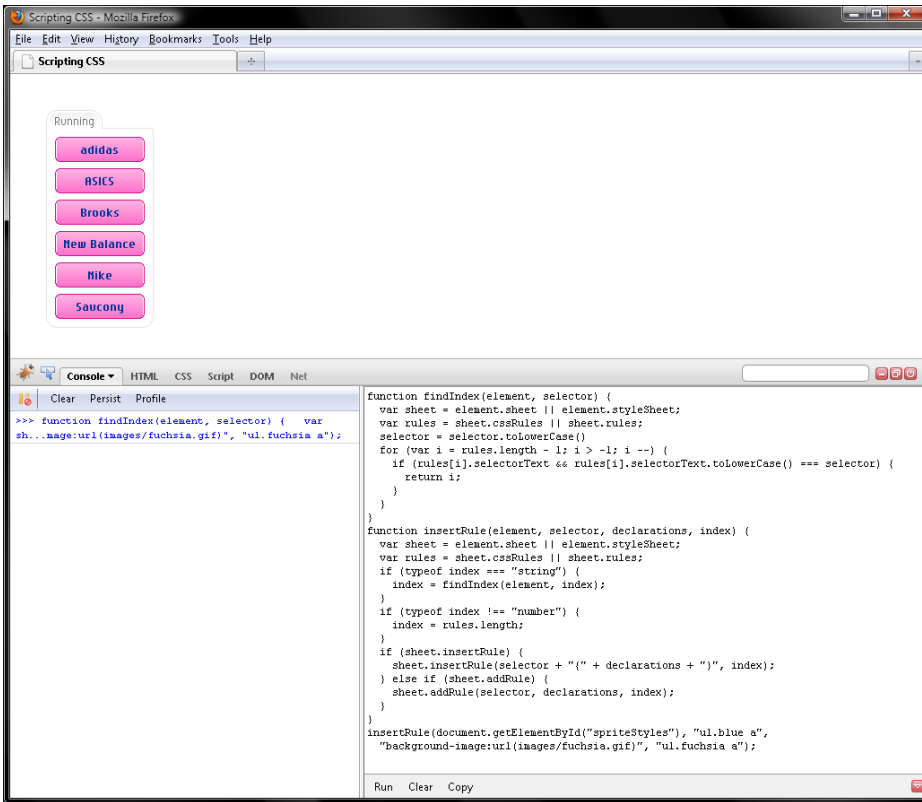 Scripting CSS - Mozilla Firefox
File Edit View History Bookmarks Tools Help
Scripting CSS
Running
adidas
ASICS
Brooks
New Balance
Nike
Saucony
Console ▾ HTML CSS Script DOM Net
Clear Persist Profile
>>> function findIndex(element, selector) { var
sh...mage:url(images/fuchsia.gif)", "ul.fuchsia a");
function findIndex(element, selector) {
  var sheet = element.sheet || element.styleSheet;
  var rules = sheet.cssRules || sheet.rules;
  selector = selector.toLowerCase()
  for (var i = rules.length - 1; i > -1; i --) {
    if (rules[i].selectorText && rules[i].selectorText.toLowerCase() === selector) {
      return i;
    }
  }
}
function insertRule(element, selector, declarations, index) {
  var sheet = element.sheet || element.styleSheet;
  var rules = sheet.cssRules || sheet.rules;
  if (typeof index === "string") {
    index = findIndex(element, index);
  }
  if (typeof index !== "number") {
    index = rules.length;
  }
  if (sheet.insertRule) {
    sheet.insertRule(selector + "{" + declarations + "}", index);
  } else if (sheet.addRule) {
    sheet.addRule(selector, declarations, index);
  }
}
insertRule(document.getElementById("spriteStyles"), "ul.blue a",
  "background-image:url(images/fuchsia.gif)", "ul.fuchsia a");
Run Clear Copy